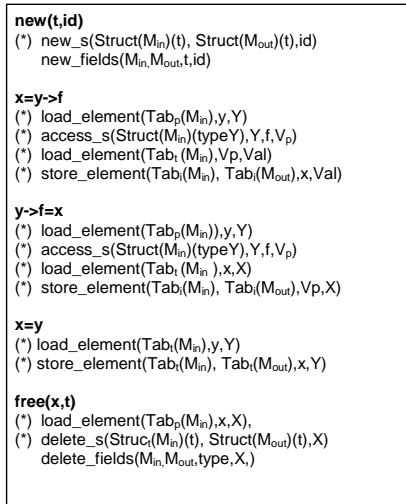 new(t,id)
(*) new_s(Struct(Min)(t), Struct(Mout)(t),id)
new_fields(Min,Mout,t,id)
x=y->f
(*) load_element(Tabp(Min),y,Y)
(*) access_s(Struct(Min)(typeY),Y,f,Vp)
(*) load_element(Tabt (Min),Vp,Val)
(*) store_element(Tabi(Min), Tabi(Mout),x,Val)
y->f=x
(*) load_element(Tabp(Min)),y,Y)
(*) access_s(Struct(Min)(typeY),Y,f,Vp)
(*) load_element(Tabt (Min ),x,X)
(*) store_element(Tabi(Min), Tabi(Mout),Vp,X)
x=y
(*) load_element(Tabt(Min),y,Y)
(*) store_element(Tabt(Min), Tabt(Mout),x,Y)
free(x,t)
(*) load_element(Tabp(Min),x,X),
(*) delete_s(Struct(Min)(t), Struct(Mout)(t),X)
delete_fields(Min,Mout,type,X,)